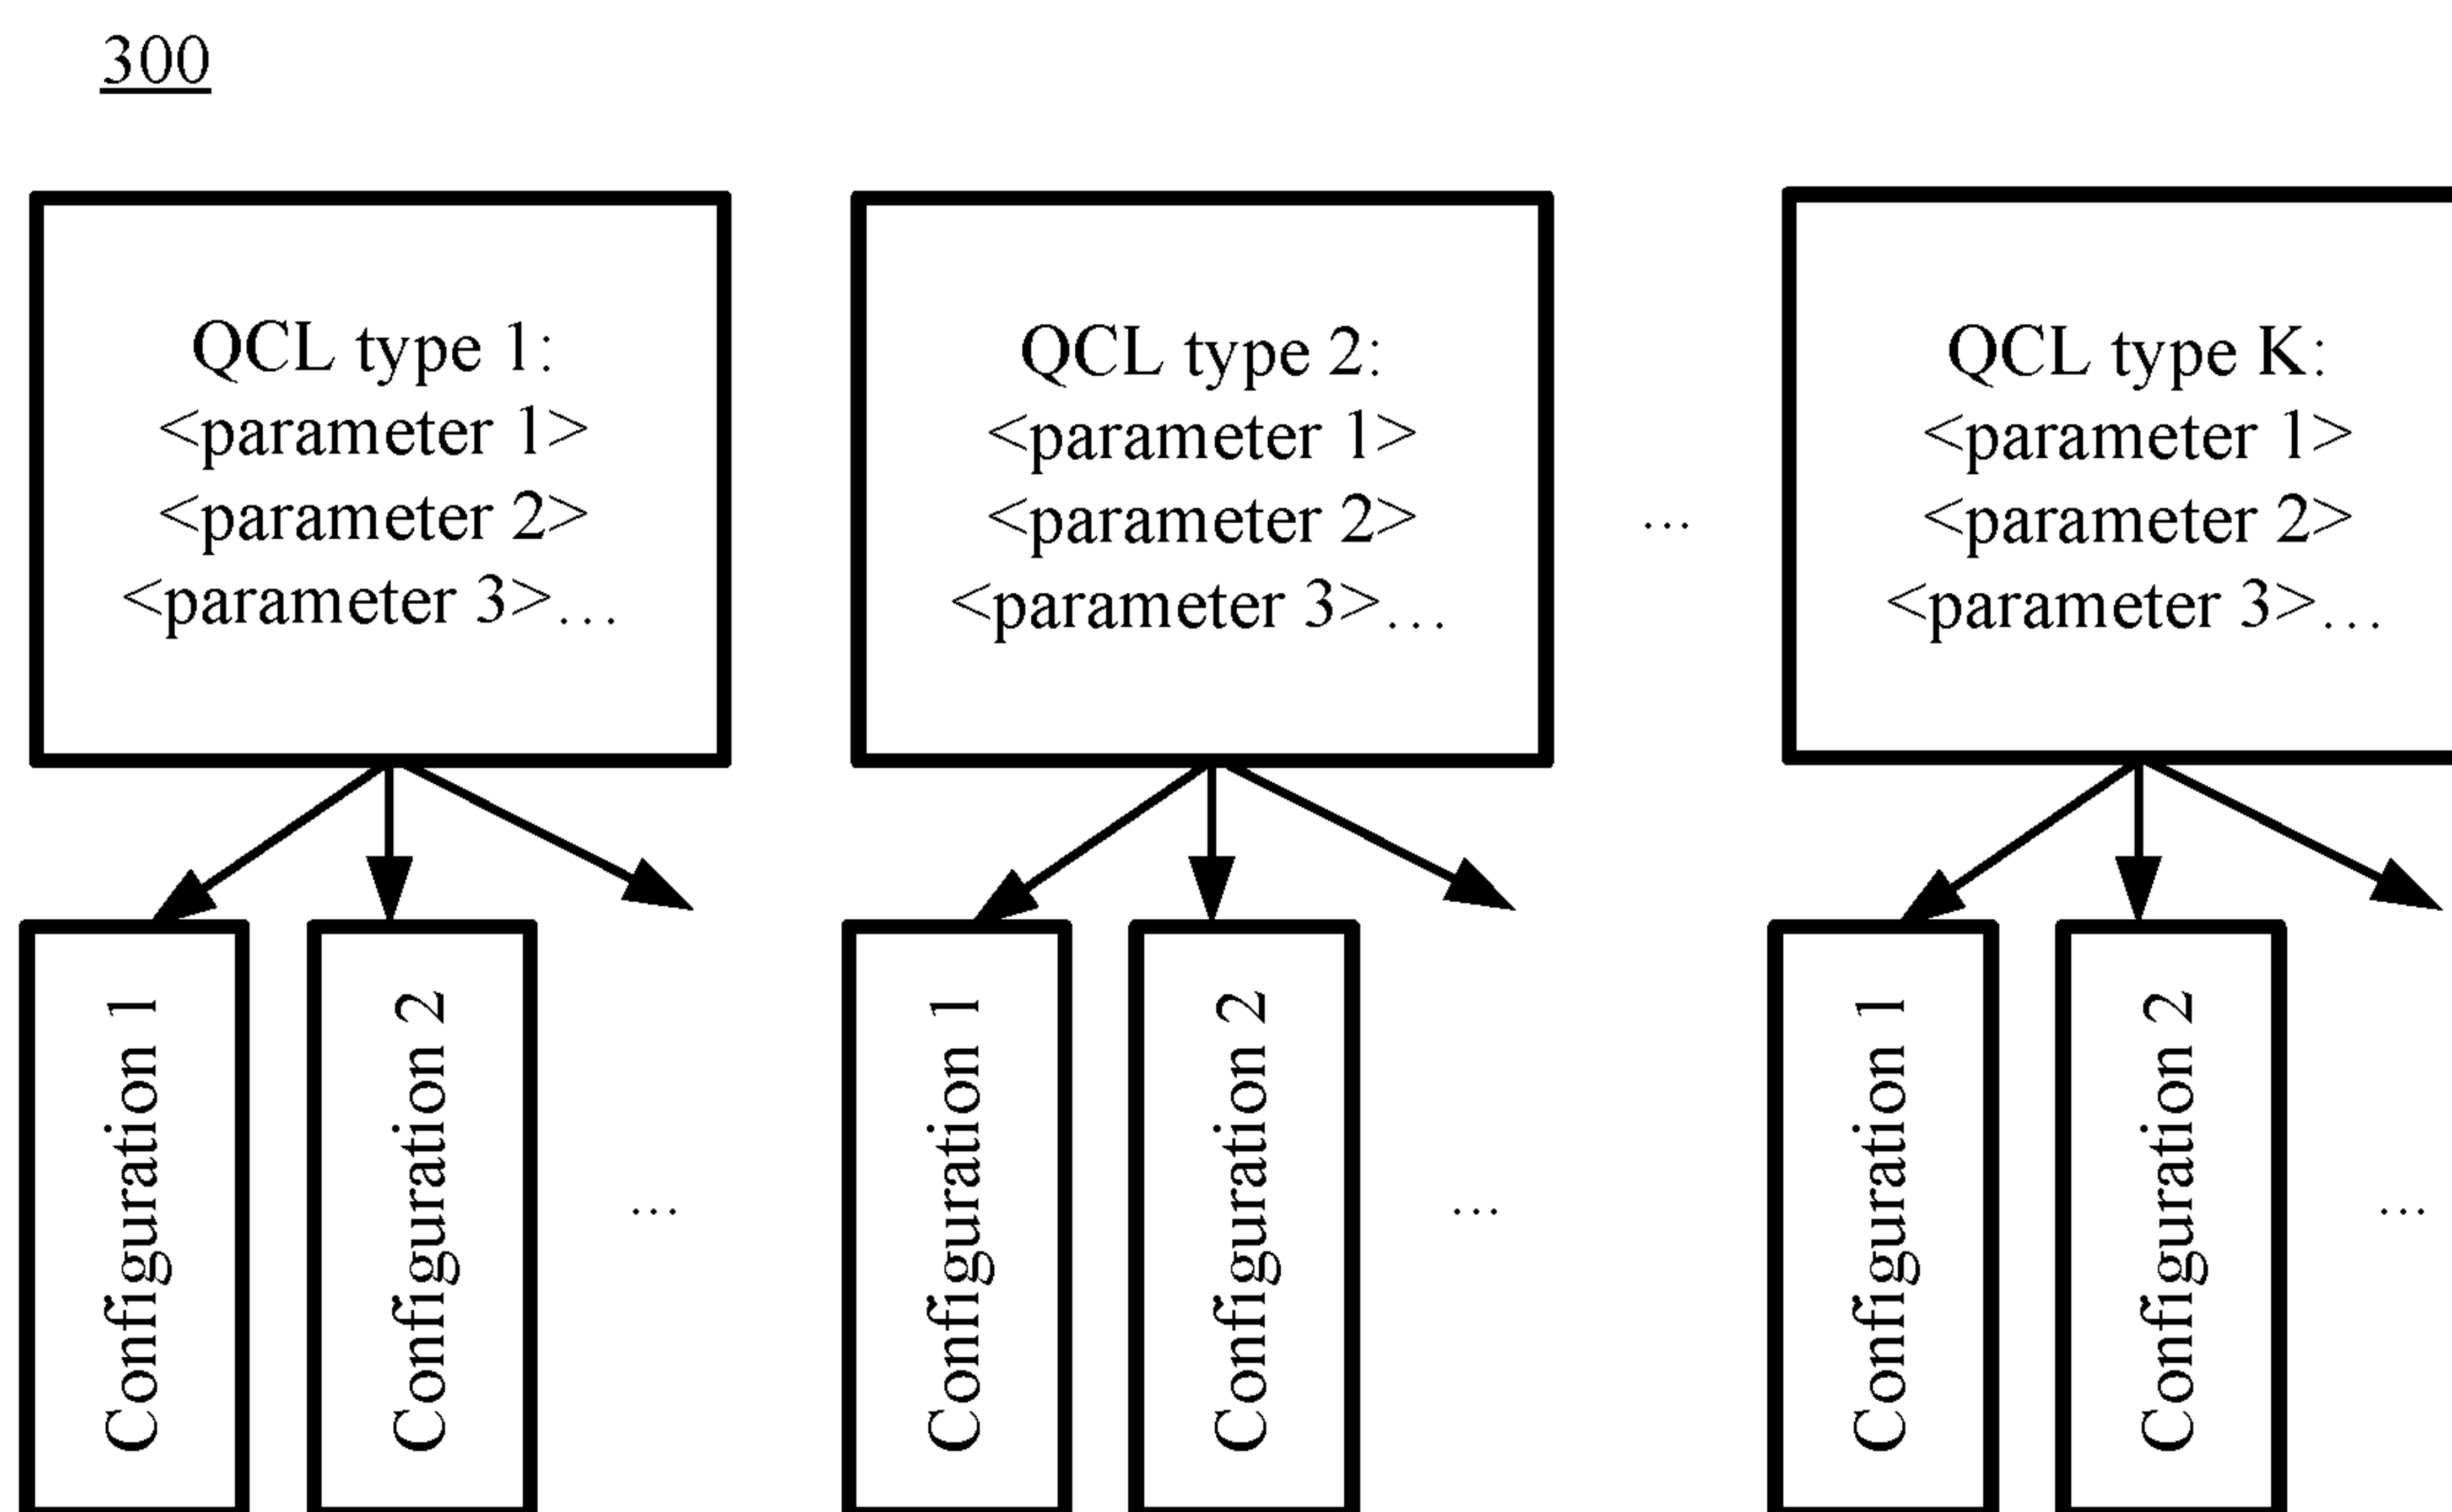 300
QCL type 1:
<parameter 1>
<parameter 2>
<parameter 3>...
QCL type 2:
<parameter 1>
<parameter 2>
<parameter 3>...
...
QCL type K:
<parameter 1>
<parameter 2>
<parameter 3>...
Configuration 1
Configuration 2
...
Configuration 1
Configuration 2
...
Configuration 1
Configuration 2
...